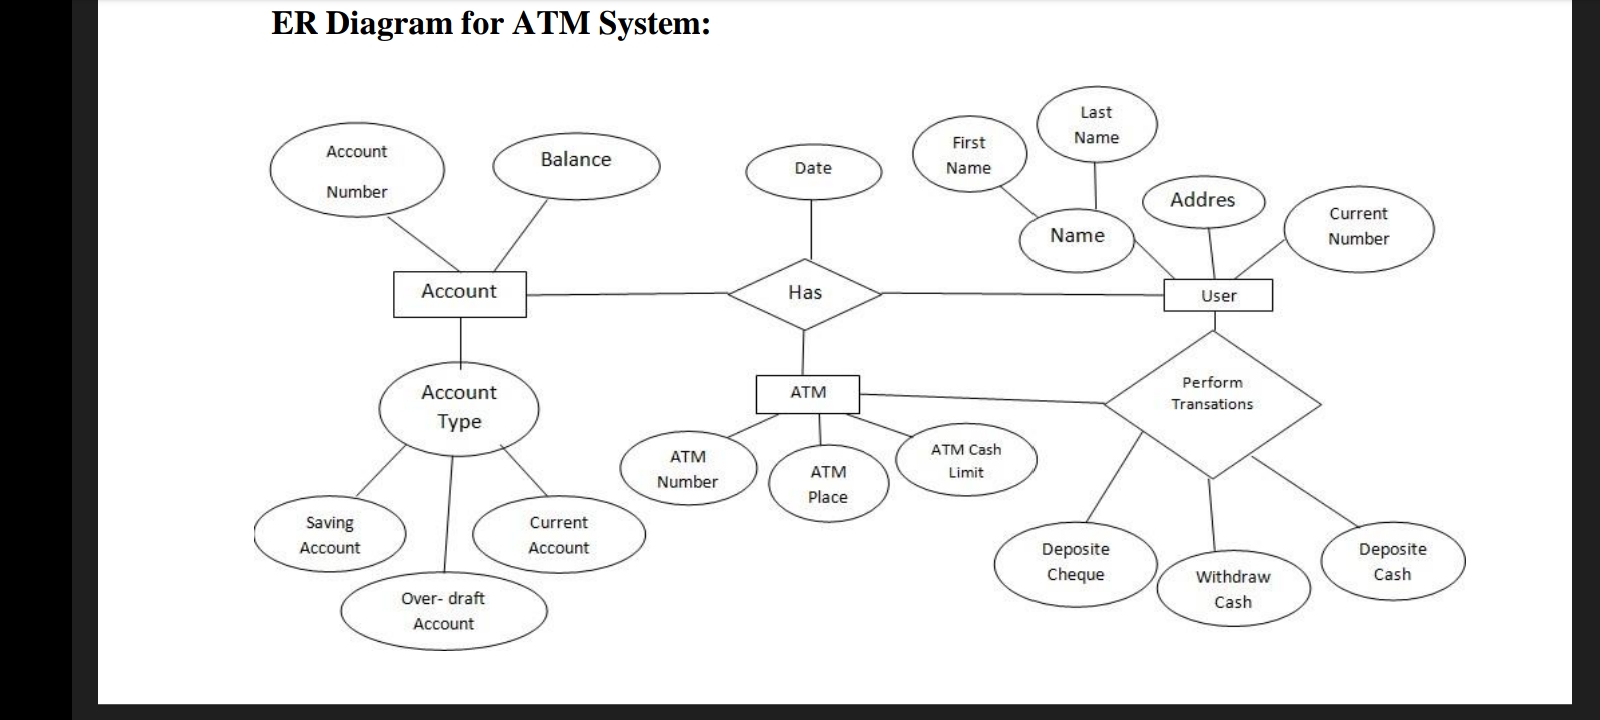 ER Diagram for ATM System:
Account
Number
Balance
Date
First
Name
Last
Name
Name
Addres
Current
Number
Account
Has
User
Account
Type
ATM
Perform
Transations
ATM
Number
ATM
Place
ATM Cash
Limit
Saving
Account
Current
Account
Over- draft
Account
Deposite
Cheque
Withdraw
Cash
Deposite
Cash